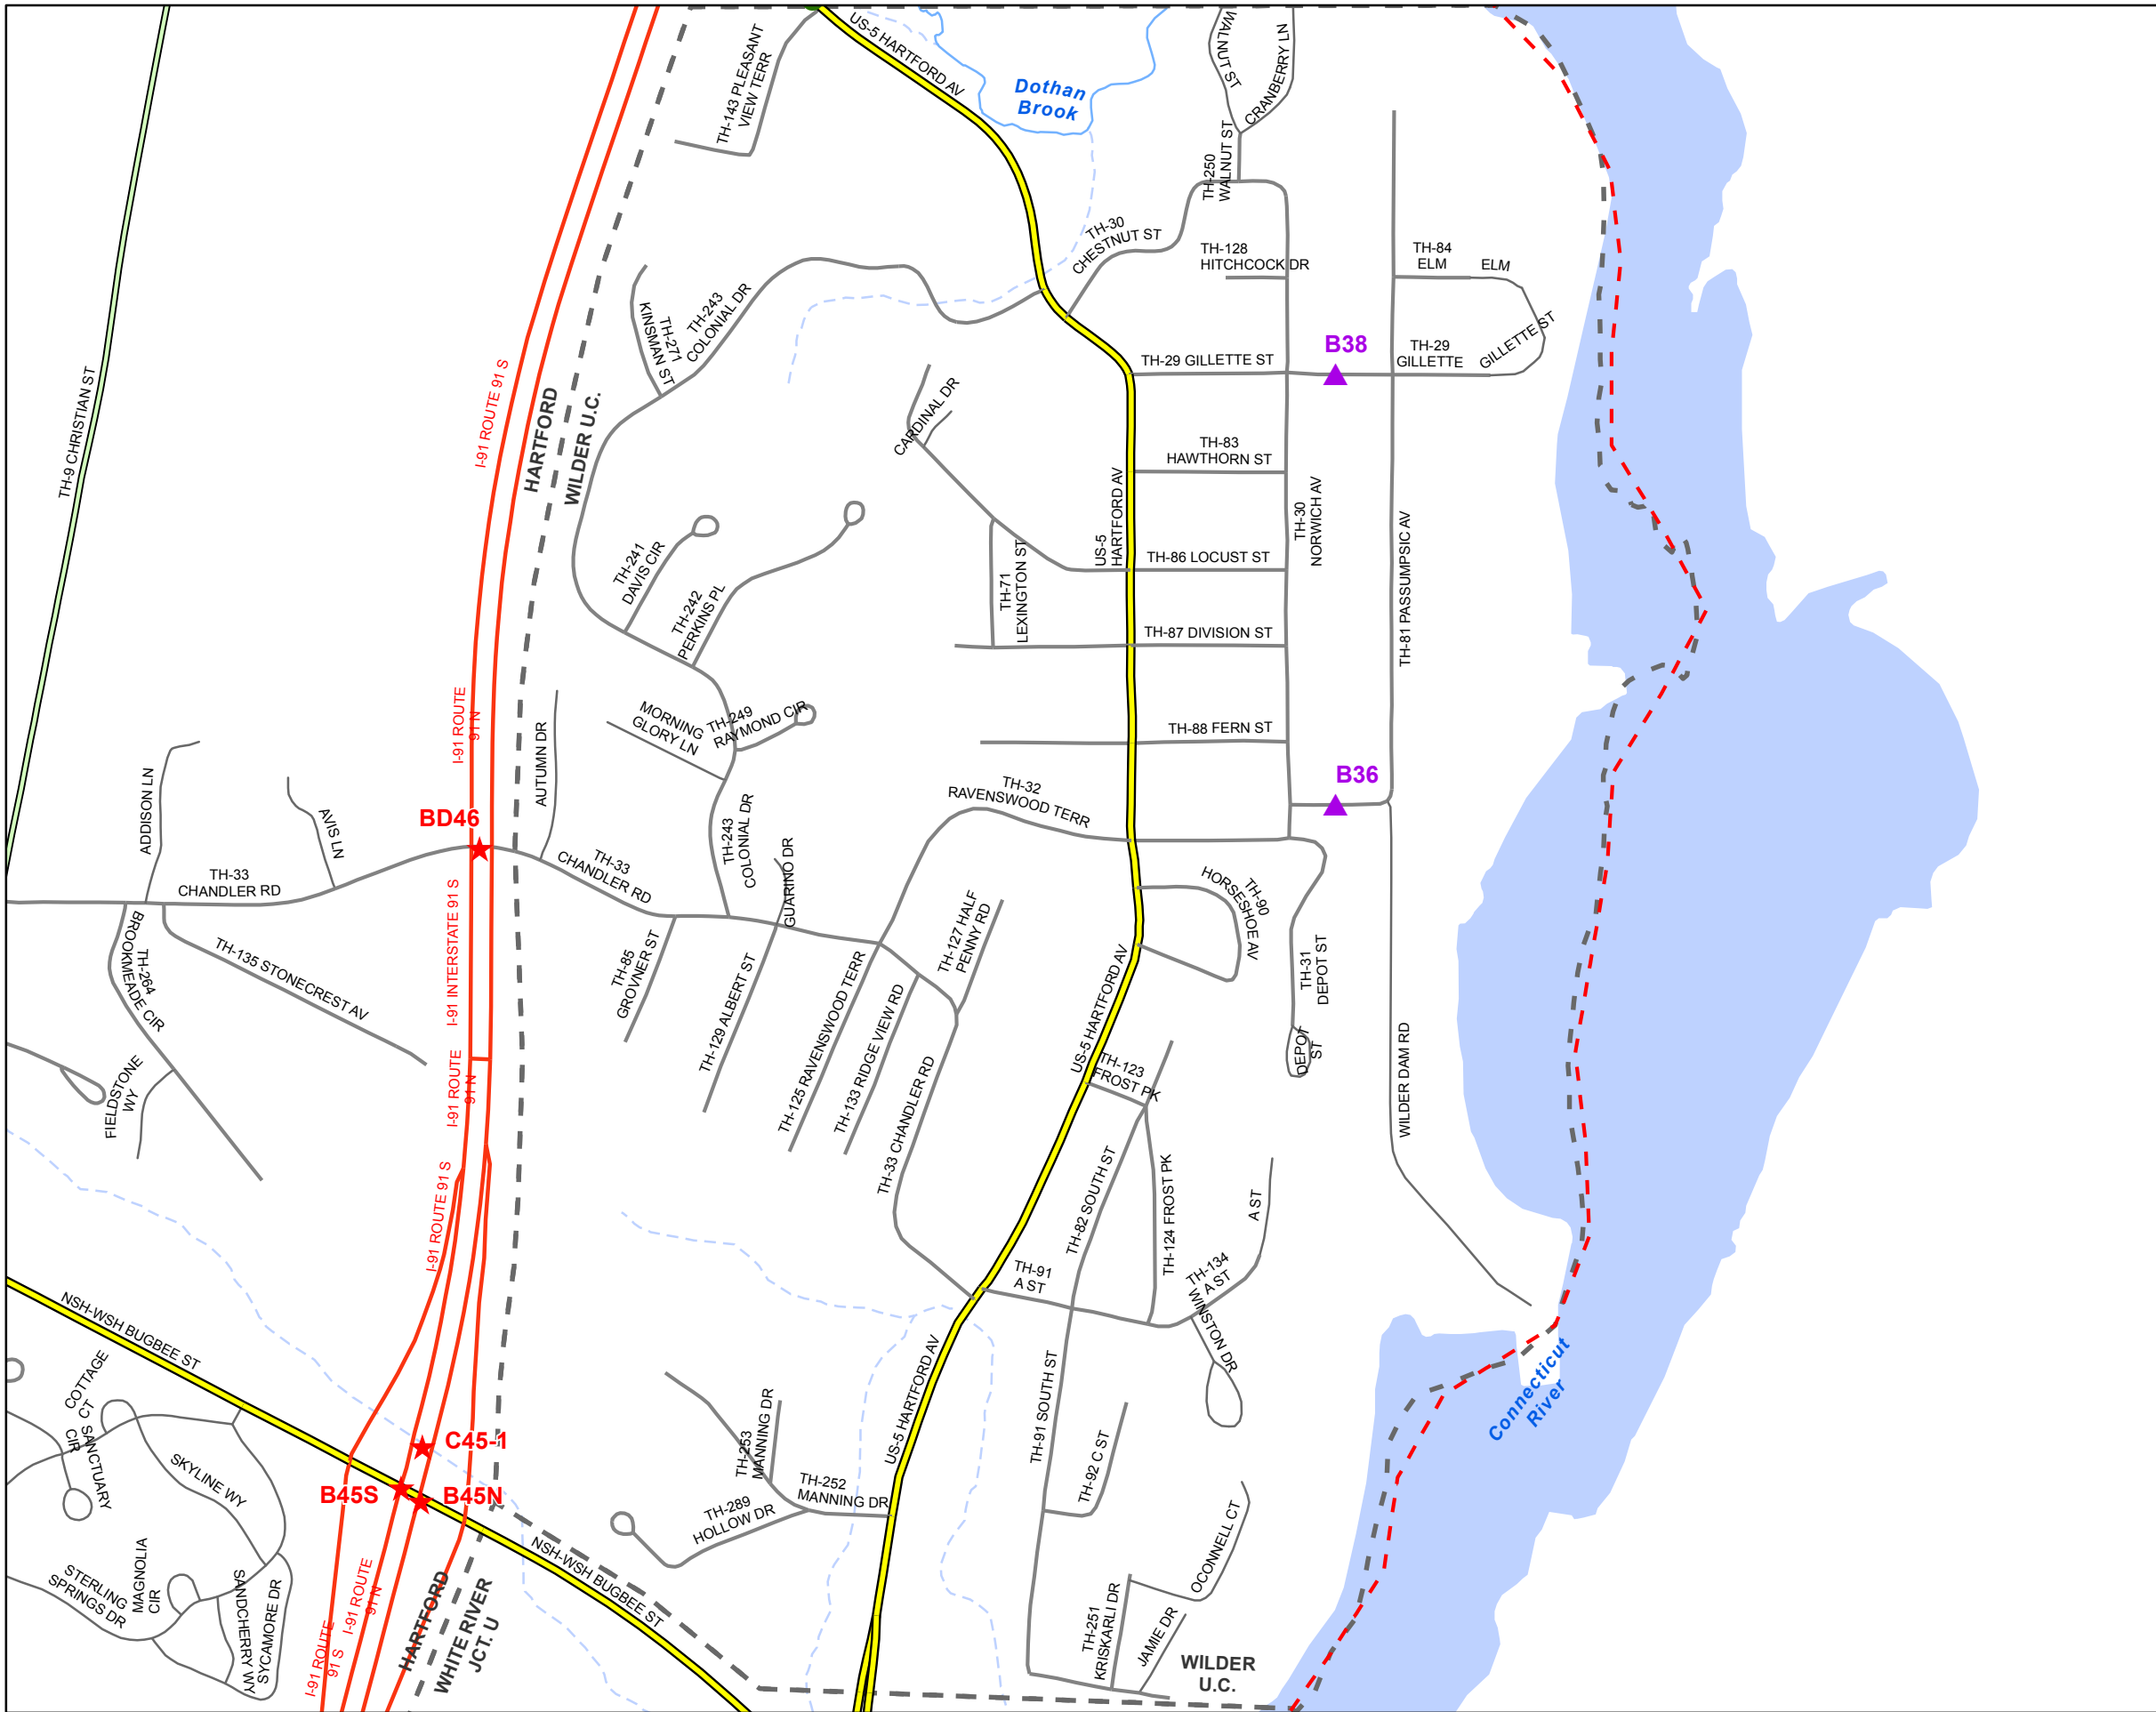 US-5 HARTFORD AV
TH-143 PLEASANT
VIEW TERR
Dothan
Brook
WALNUT ST
CRANBERRY LN
TH-250
WALNUT ST
TH-30
CHESTNUT ST
TH-128
HITCHCOCK DR
TH-84
ELM
ELM
GILLETTE ST
TH-29
GILLETTE
B38
TH-29 GILLETTE ST
TH-9 CHRISTIAN ST
I-91 ROUTE 91 S
HARTFORD
WILDER U.C.
TH-271
KINSMAN ST
TH-243
COLONIAL DR
CARDINAL DR
TH-83
HAWTHORN ST
US-5
HARTFORD AV
TH-30
NORWICH AV
TH-81 PASSUMPSIC AV
TH-86 LOCUST ST
TH-71
LEXINGTON ST
TH-241
DAVIS CIR
TH-242
PERKINS PL
TH-87 DIVISION ST
TH-88 FERN ST
MORNING
GLORY LN
TH-249
RAYMOND CIR
I-91 ROUTE
91 N
AUTUMN DR
ADDISON LN
AVIS LN
BD46
TH-32
RAVENSWOOD TERR
B36
TH-33
CHANDLER RD
TH-33
CHANDLER RD
TH-243
COLONIAL DR
GUARINO DR
TH-90
HORSESHOE AV
TH-264
BROOKMEADE CIR
TH-135 STONECREST AV
I-91 INTERSTATE 91 S
TH-85
GROVNER ST
TH-129 ALBERT ST
TH-125 RAVENSWOOD TERR
TH-133 RIDGE VIEW RD
TH-127 HALF
PENNY RD
US-5 HARTFORD AV
TH-31
DEPOT ST
DEPOT
ST
WILDER DAM RD
FIELDSTONE
WY
I-91 ROUTE
91 N
TH-33 CHANDLER RD
TH-123
FROST PK
TH-82 SOUTH ST
TH-124 FROST PK
A ST
I-91 ROUTE 91 S
TH-91
A ST
TH-134
A ST
WINSTON DR
NSH-WSH BUGBEE ST
COTTAGE
CT
SANCTUARY
CIR
SKYLINE WY
C45-1
B45S
B45N
TH-253
MANNING DR
TH-252
MANNING DR
TH-289
HOLLOW DR
US-5 HARTFORD AV
TH-91 SOUTH ST
TH-92 C ST
Connecticut
River
OCONNELL CT
NSH-WSH BUGBEE ST
STERLING
SPRINGS DR
MAGNOLIA
CIR
SANDCHERRY WY
SYCAMORE DR
I-91 ROUTE
91 S
I-91 ROUTE
91 N
HARTFORD
WHITE RIVER
JCT. U
TH-251
KRISKARLI DR
JAMIE DR
WILDER
U.C.